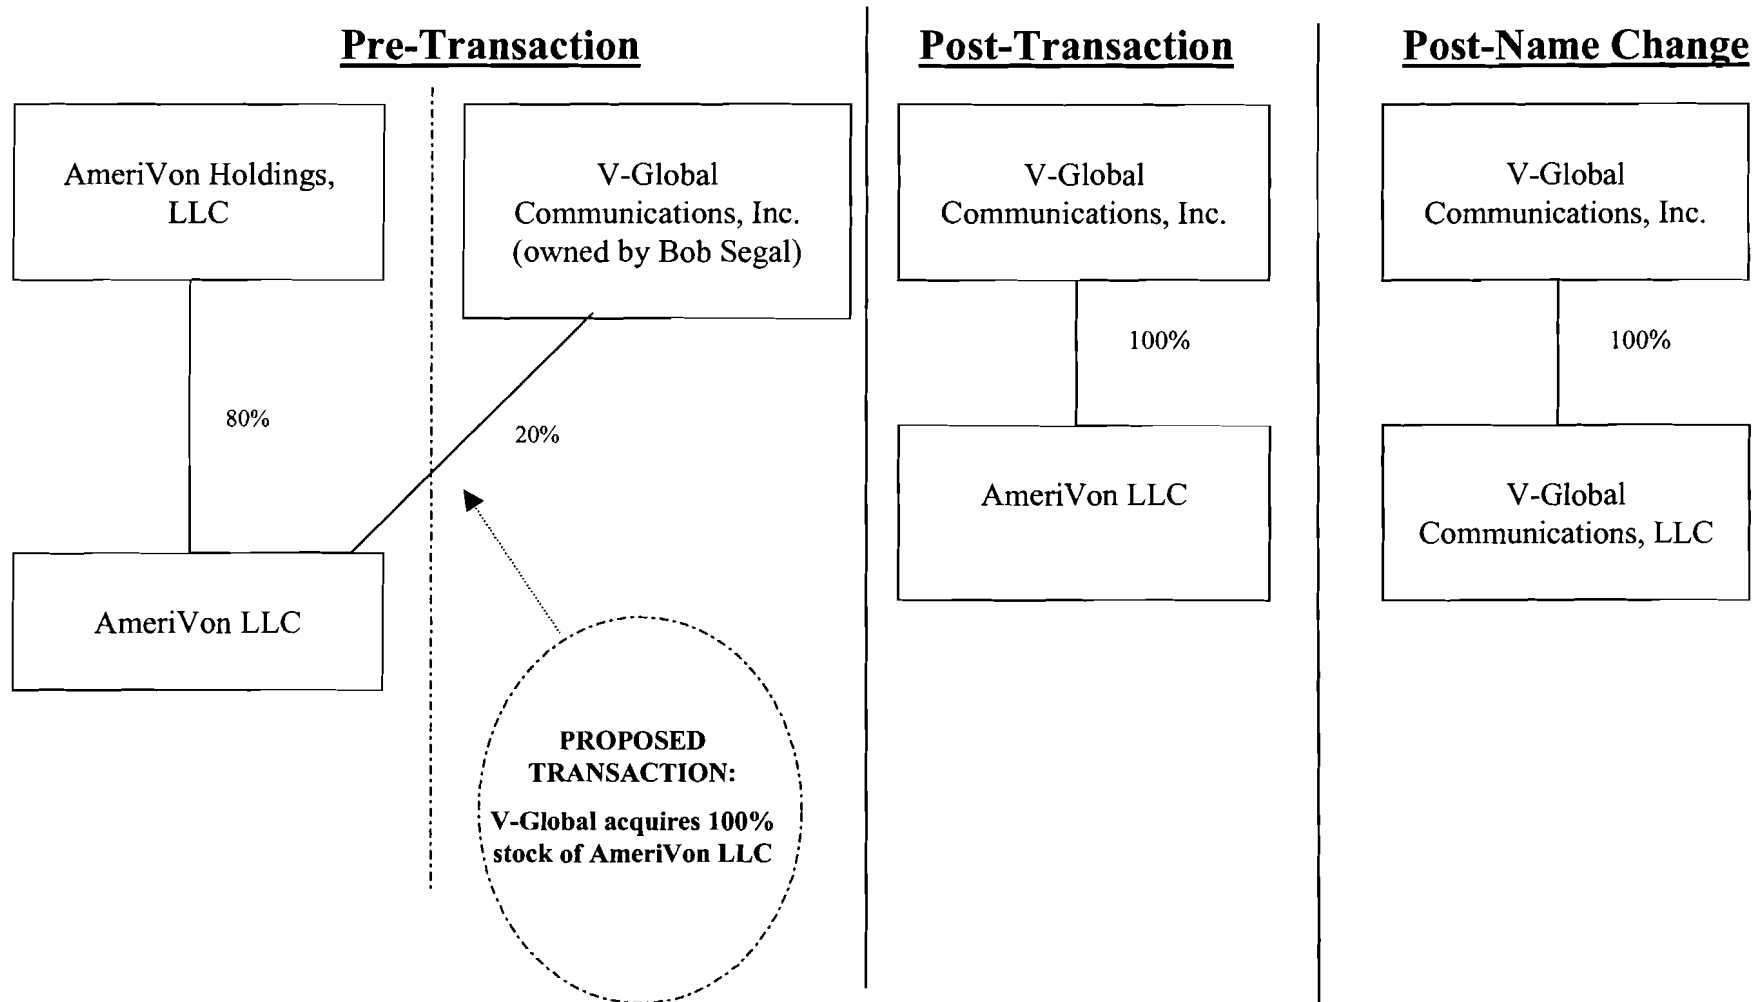 Pre-Transaction
AmeriVon Holdings,
LLC
V-Global
Communications, Inc.
(owned by Bob Segal)
80%
20%
AmeriVon LLC
PROPOSED
TRANSACTION:
V-Global acquires 100%
stock of AmeriVon LLC
Post-Transaction
V-Global
Communications, Inc.
100%
AmeriVon LLC
Post-Name Change
V-Global
Communications, Inc.
100%
V-Global
Communications, LLC